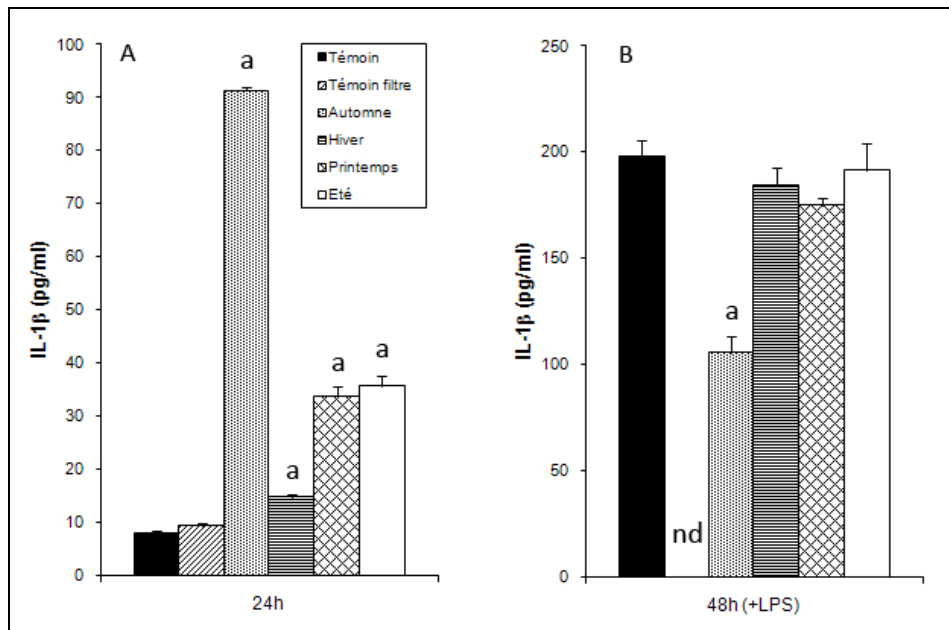 A
a
Témoin
Témoin filtre
Automne
Hiver
Printemps
Eté
IL-1β (pg/ml)
100
90
80
70
60
50
40
30
20
10
0
a
a
a
24h
B
IL-1β (pg/ml)
250
200
150
100
50
0
nd
a
48h (+LPS)